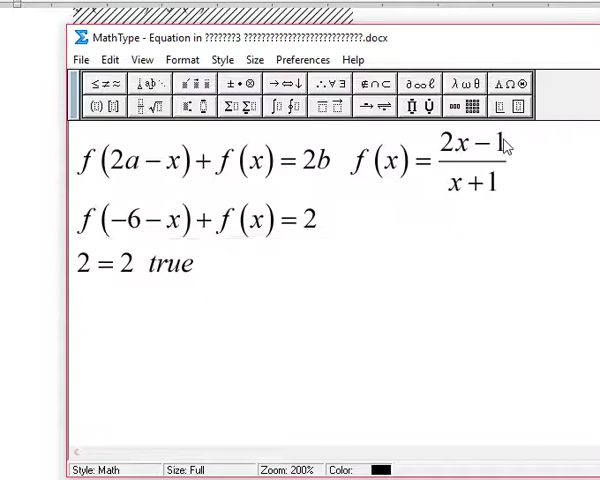 MathType - Equation in ???????3 ???????????????????????????.docx
File Edit View Format Style Size Preferences Help
f(2a − x) + f(x) = 2b f(x) = (2x − 1)/(x + 1)
f(−6 − x) + f(x) = 2
2 = 2 true
Style: Math Size: Full Zoom: 200% Color: